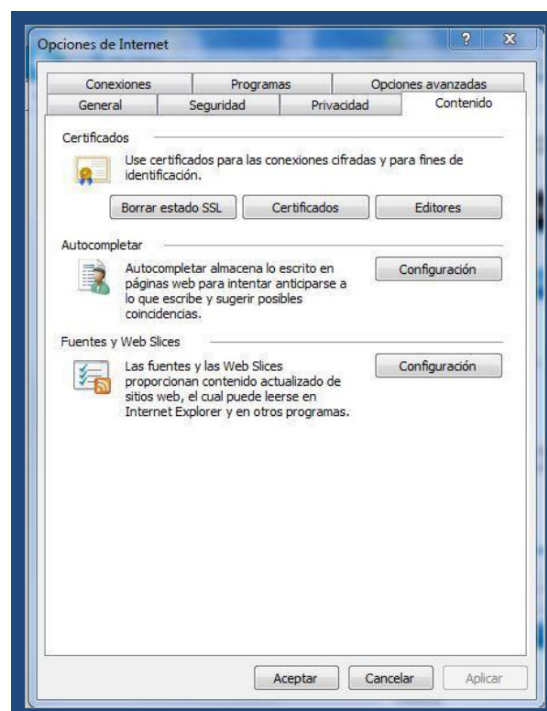 Opciones de Internet
?
X
Conexiones
Programas
Opciones avanzadas
General
Seguridad
Privacidad
Contenido
Certificados
Use certificados para las conexiones cifradas y para fines de
identificación.
Borrar estado SSL
Certificados
Editores
Autocompletar
Autocompletar almacena lo escrito en
páginas web para intentar anticiparse a
lo que escribe y sugerir posibles
coincidencias.
Configuración
Fuentes y Web Slices
Las fuentes y las Web Slices
proporcionan contenido actualizado de
sitios web, el cual puede leerse en
Internet Explorer y en otros programas.
Configuración
Aceptar
Cancelar
Aplicar